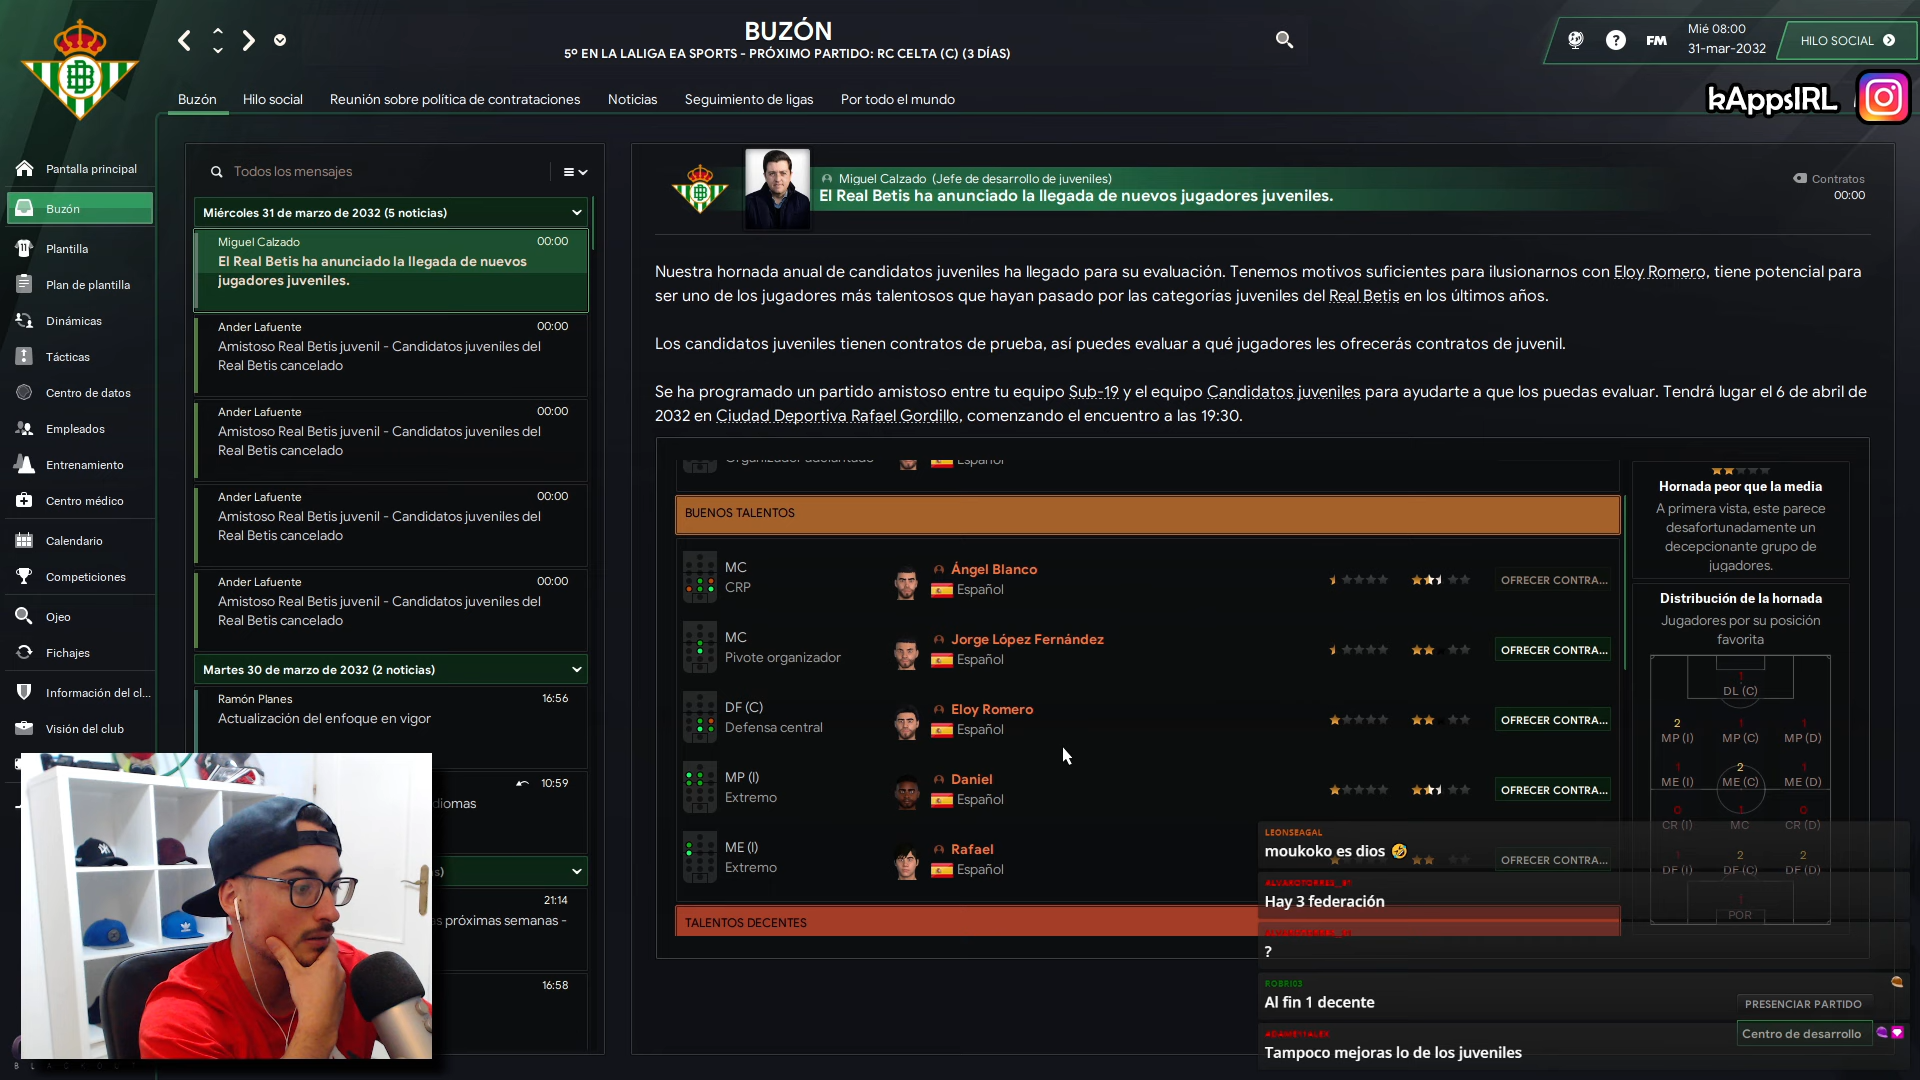 BUZÓN
5º EN LA LALIGA EA SPORTS - PRÓXIMO PARTIDO: RC CELTA (C) (3 DÍAS)
FM
Mié 08:00
31-mar-2032
HILO SOCIAL
Buzón
Hilo social
Reunión sobre política de contrataciones
Noticias
Seguimiento de ligas
Por todo el mundo
kAppsIRL
Pantalla principal
Buzón
Plantilla
Plan de plantilla
Dinámicas
Tácticas
Centro de datos
Empleados
Entrenamiento
Centro médico
Calendario
Competiciones
Ojeo
Fichajes
Información del cl...
Visión del club
Todos los mensajes
Miércoles 31 de marzo de 2032 (5 noticias)
Miguel Calzado 00:00
El Real Betis ha anunciado la llegada de nuevos
jugadores juveniles.
Ander Lafuente 00:00
Amistoso Real Betis juvenil - Candidatos juveniles del
Real Betis cancelado
Ander Lafuente 00:00
Amistoso Real Betis juvenil - Candidatos juveniles del
Real Betis cancelado
Ander Lafuente 00:00
Amistoso Real Betis juvenil - Candidatos juveniles del
Real Betis cancelado
Ander Lafuente 00:00
Amistoso Real Betis juvenil - Candidatos juveniles del
Real Betis cancelado
Martes 30 de marzo de 2032 (2 noticias)
Ramón Planes 16:56
Actualización del enfoque en vigor
10:59
diomas
s)
21:14
s próximas semanas -
16:58
Miguel Calzado (Jefe de desarrollo de juveniles)
El Real Betis ha anunciado la llegada de nuevos jugadores juveniles.
Contratos
00:00
Nuestra hornada anual de candidatos juveniles ha llegado para su evaluación. Tenemos motivos suficientes para ilusionarnos con Eloy Romero, tiene potencial para
ser uno de los jugadores más talentosos que hayan pasado por las categorías juveniles del Real Betis en los últimos años.
Los candidatos juveniles tienen contratos de prueba, así puedes evaluar a qué jugadores les ofrecerás contratos de juvenil.
Se ha programado un partido amistoso entre tu equipo Sub-19 y el equipo Candidatos juveniles para ayudarte a que los puedas evaluar. Tendrá lugar el 6 de abril de
2032 en Ciudad Deportiva Rafael Gordillo, comenzando el encuentro a las 19:30.
Organizador adelantado
Español
BUENOS TALENTOS
MC
CRP
Ángel Blanco
Español
OFRECER CONTRA...
MC
Pivote organizador
Jorge López Fernández
Español
OFRECER CONTRA...
DF (C)
Defensa central
Eloy Romero
Español
OFRECER CONTRA...
MP (I)
Extremo
Daniel
Español
OFRECER CONTRA...
ME (I)
Extremo
Rafael
Español
OFRECER CONTRA...
TALENTOS DECENTES
Hornada peor que la media
A primera vista, este parece
desafortunadamente un
decepcionante grupo de
jugadores.
Distribución de la hornada
Jugadores por su posición
favorita
1
DL (C)
2 1 1
MP (I) MP (C) MP (D)
1 2 1
ME (I) ME (C) ME (D)
0 1 0
CR (I) MC CR (D)
1 2 2
DF (I) DF (C) DF (D)
1
POR
LEONSEAGAL
moukoko es dios 🤣
Hay 3 federación
?
ROBRI03
Al fin 1 decente
Tampoco mejoras lo de los juveniles
PRESENCIAR PARTIDO
Centro de desarrollo